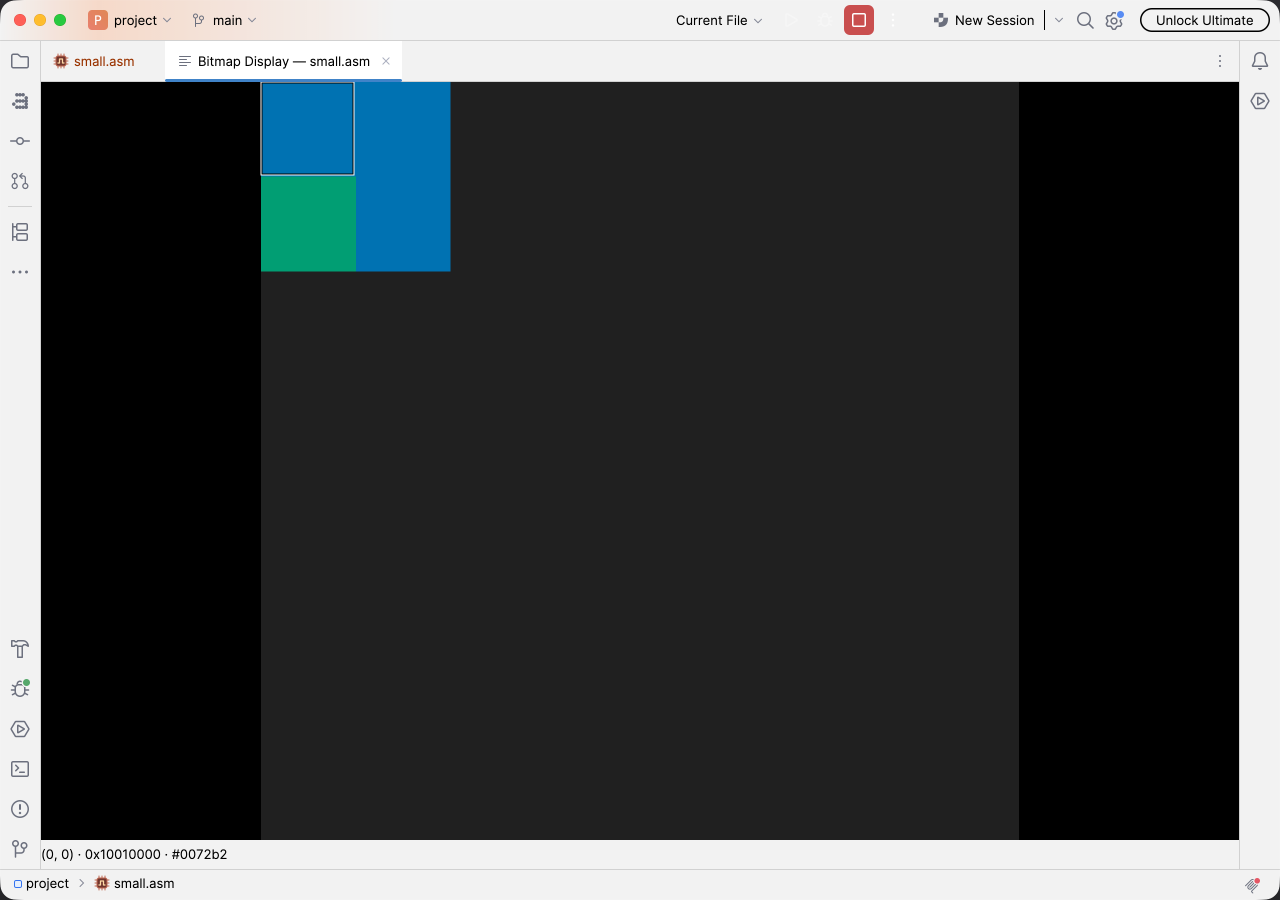 P project main Current File New Session Unlock Ultimate
small.asm Bitmap Display — small.asm
(0, 0) · 0x10010000 · #0072b2
project small.asm